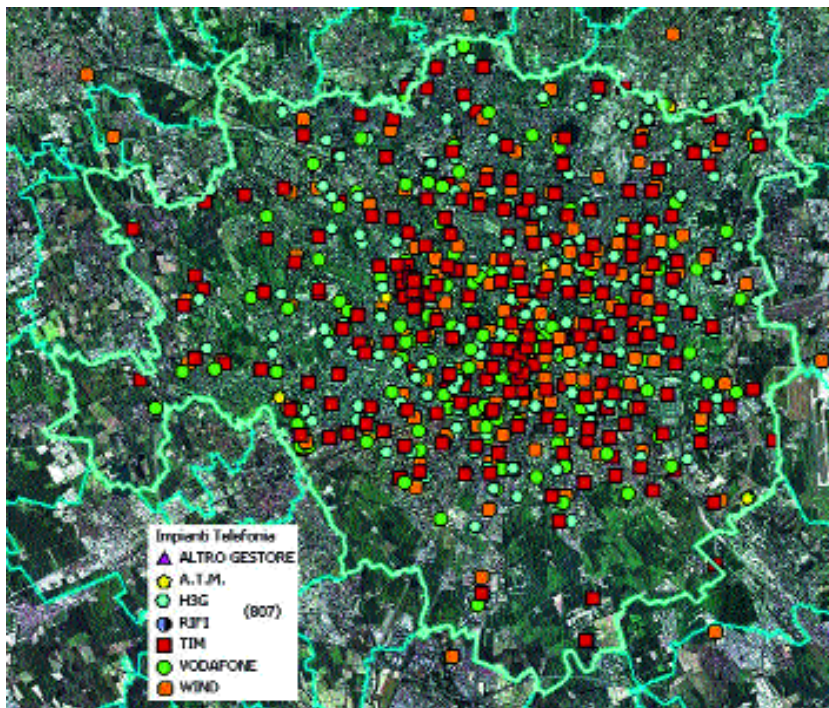 Impianti Telefonia
ALTRO GESTORE
A.T.M.
H3G
(807)
RIFI
TIM
VODAFONE
WIND